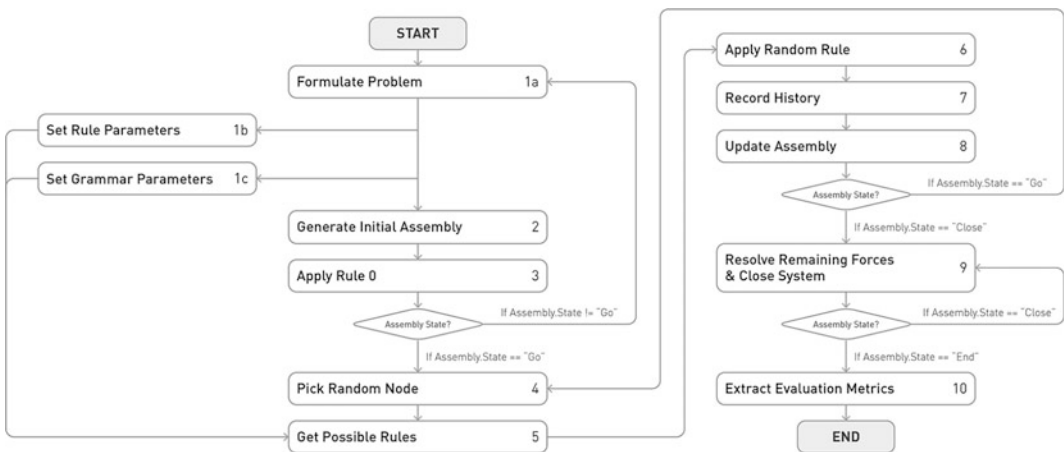 START
Formulate Problem 1a
Set Rule Parameters 1b
Set Grammar Parameters 1c
Generate Initial Assembly 2
Apply Rule 0 3
Assembly State?
If Assembly.State != "Go"
If Assembly.State == "Go"
Pick Random Node 4
Get Possible Rules 5
Apply Random Rule 6
Record History 7
Update Assembly 8
Assembly State?
If Assembly.State == "Go"
If Assembly.State == "Close"
Resolve Remaining Forces
& Close System 9
Assembly State?
If Assembly.State == "Close"
If Assembly.State == "End"
Extract Evaluation Metrics 10
END